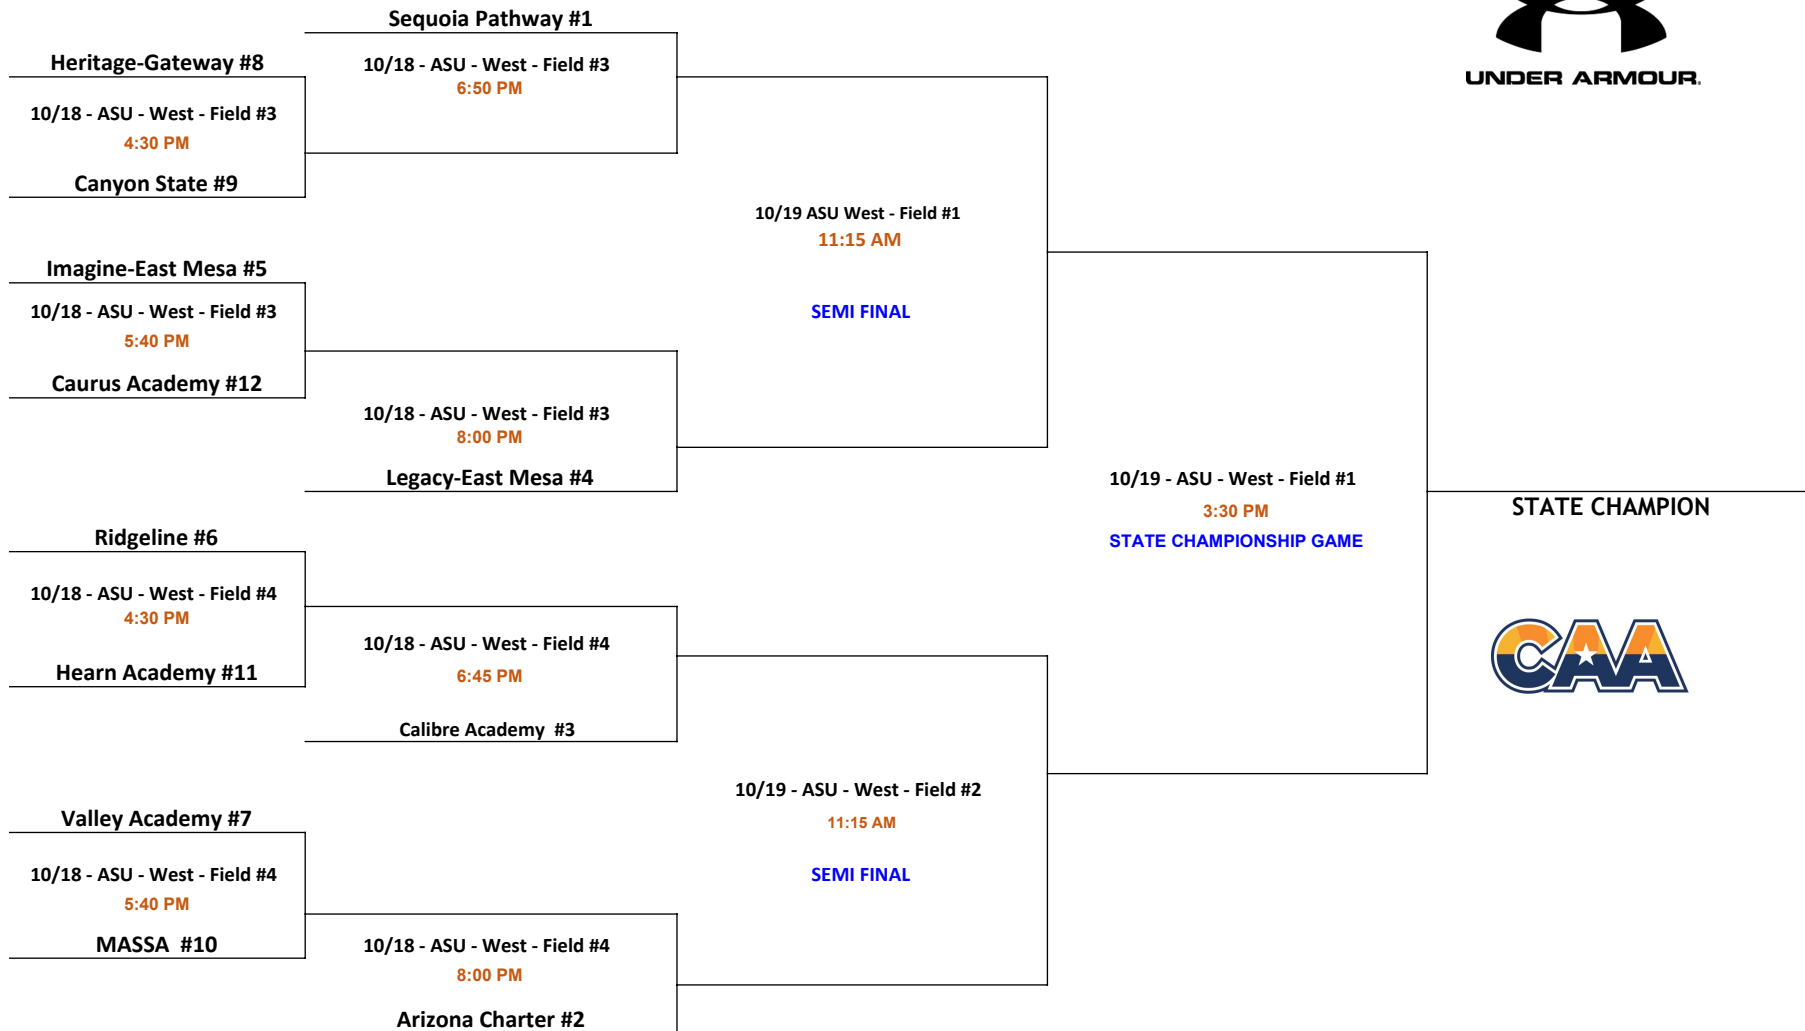 Sequoia Pathway #1
Heritage-Gateway #8
10/18 - ASU - West - Field #3
6:50 PM
UNDER ARMOUR.
10/18 - ASU - West - Field #3
4:30 PM
Canyon State #9
10/19 ASU West - Field #1
11:15 AM
SEMI FINAL
Imagine-East Mesa #5
10/18 - ASU - West - Field #3
5:40 PM
Caurus Academy #12
10/18 - ASU - West - Field #3
8:00 PM
Legacy-East Mesa #4
10/19 - ASU - West - Field #1
3:30 PM
STATE CHAMPIONSHIP GAME
STATE CHAMPION
Ridgeline #6
10/18 - ASU - West - Field #4
4:30 PM
Hearn Academy #11
10/18 - ASU - West - Field #4
6:45 PM
Calibre Academy #3
CAA
10/19 - ASU - West - Field #2
11:15 AM
SEMI FINAL
Valley Academy #7
10/18 - ASU - West - Field #4
5:40 PM
MASSA #10
10/18 - ASU - West - Field #4
8:00 PM
Arizona Charter #2